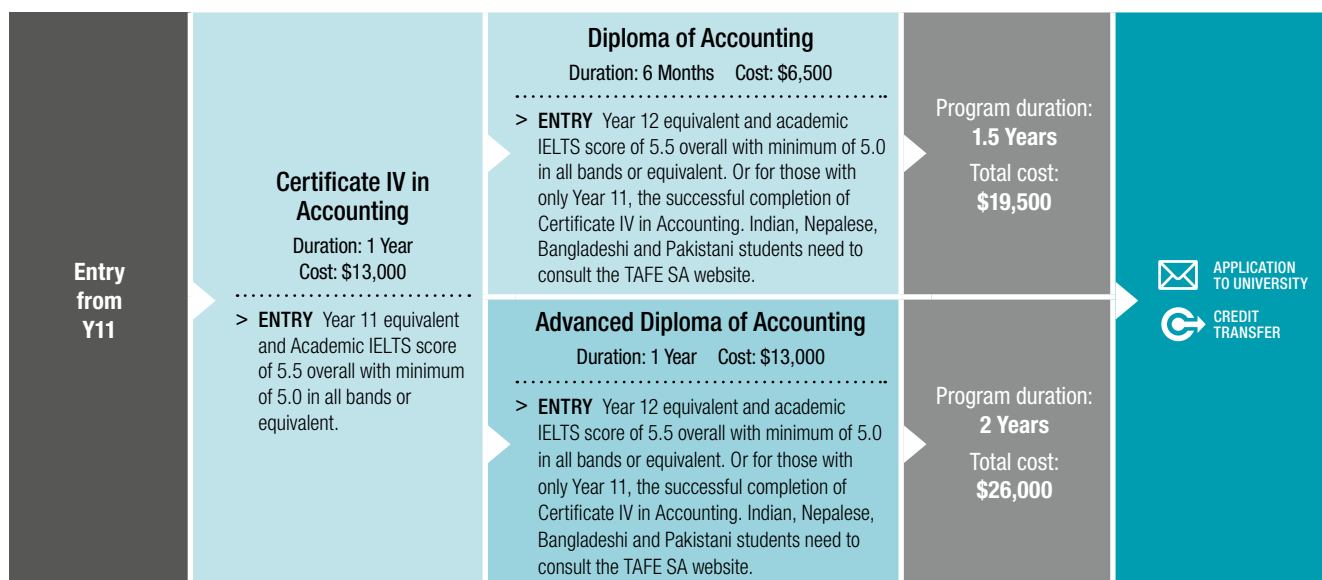 Entry
from
Y11
Certificate IV in
Accounting
Duration: 1 Year
Cost: $13,000
> ENTRY Year 11 equivalent
and Academic IELTS score
of 5.5 overall with minimum
of 5.0 in all bands or
equivalent.
Diploma of Accounting
Duration: 6 Months Cost: $6,500
> ENTRY Year 12 equivalent and academic
IELTS score of 5.5 overall with minimum of 5.0
in all bands or equivalent. Or for those with
only Year 11, the successful completion of
Certificate IV in Accounting. Indian, Nepalese,
Bangladeshi and Pakistani students need to
consult the TAFE SA website.
Program duration:
1.5 Years
Total cost:
$19,500
Advanced Diploma of Accounting
Duration: 1 Year Cost: $13,000
> ENTRY Year 12 equivalent and academic
IELTS score of 5.5 overall with minimum of 5.0
in all bands or equivalent. Or for those with
only Year 11, the successful completion of
Certificate IV in Accounting. Indian, Nepalese,
Bangladeshi and Pakistani students need to
consult the TAFE SA website.
Program duration:
2 Years
Total cost:
$26,000
APPLICATION
TO UNIVERSITY
CREDIT
TRANSFER